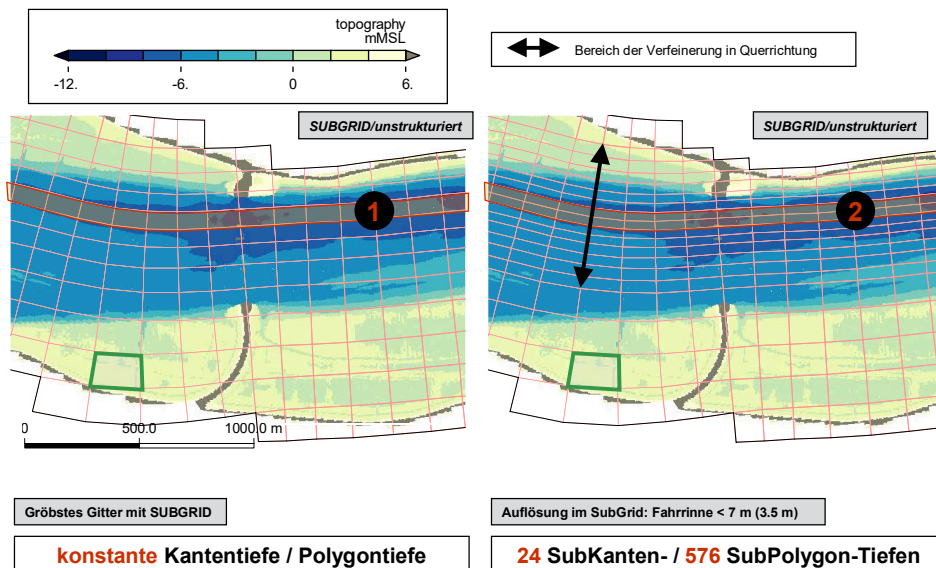 topography
mMSL
-12. -6. 0 6.
Bereich der Verfeinerung in Querrichtung
SUBGRID/unstrukturiert
SUBGRID/unstrukturiert
1
2
0 500.0 1000.0 m
Gröbstes Gitter mit SUBGRID
Auflösung im SubGrid: Fahrrinne < 7 m (3.5 m)
konstante Kantentiefe / Polygontiefe
24 SubKanten- / 576 SubPolygon-Tiefen